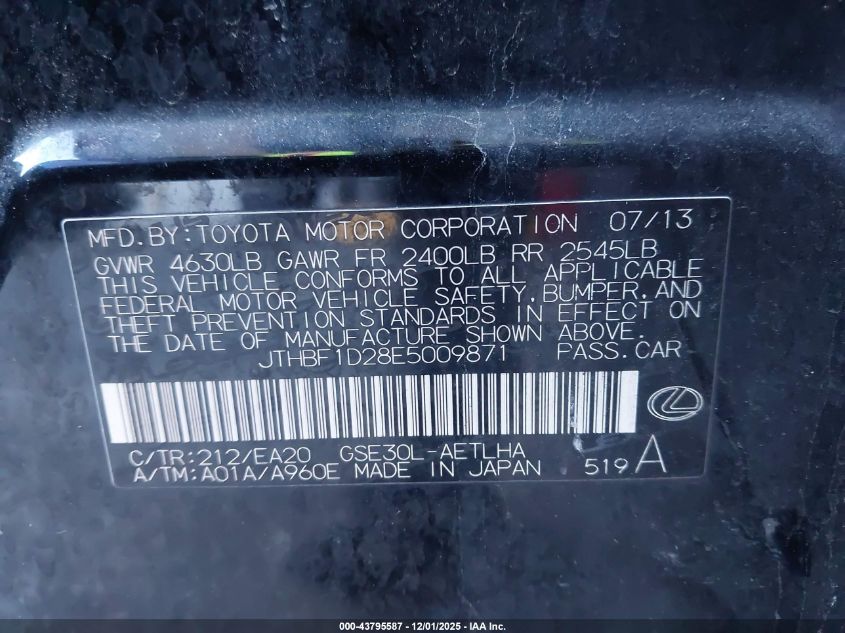 MFD.BY:TOYOTA MOTOR CORPORATION 07/13
GVWR 4630LB GAWR FR 2400LB RR 2545LB
THIS VEHICLE CONFORMS TO ALL APPLICABLE
FEDERAL MOTOR VEHICLE SAFETY,BUMPER,AND
THEFT PREVENTION STANDARDS IN EFFECT ON
THE DATE OF MANUFACTURE SHOWN ABOVE.
JTHBF1D28E5009871 PASS.CAR
C/TR:212/EA20 GSE30L-AETLHA
A/TM:A01A/A960E MADE IN JAPAN 519A
000-43795587 - 12/01/2025 - IAA Inc.